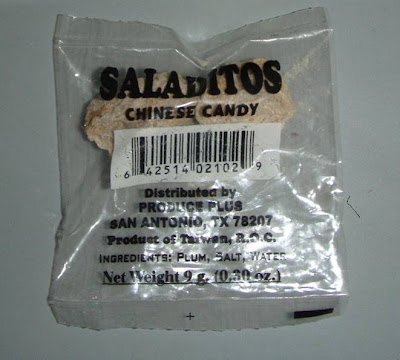 SALADITOS
CHINESE CANDY
6 42514 02102 9
Distributed by
PRODUCE PLUS
SAN ANTONIO, TX 78207
Product of Taiwan, R.O.C.
INGREDIENTS: PLUM, SALT, WATER
Net Weight 9 g. (0.30 oz.)